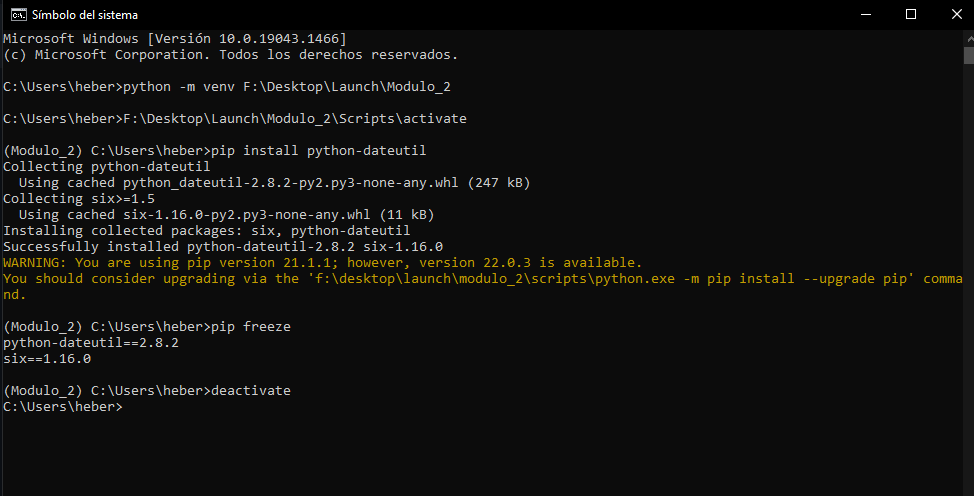 Símbolo del sistema
Microsoft Windows [Versión 10.0.19043.1466]
(c) Microsoft Corporation. Todos los derechos reservados.
C:\Users\heber>python -m venv F:\Desktop\Launch\Modulo_2
C:\Users\heber>F:\Desktop\Launch\Modulo_2\Scripts\activate
(Modulo_2) C:\Users\heber>pip install python-dateutil
Collecting python-dateutil
  Using cached python_dateutil-2.8.2-py2.py3-none-any.whl (247 kB)
Collecting six>=1.5
  Using cached six-1.16.0-py2.py3-none-any.whl (11 kB)
Installing collected packages: six, python-dateutil
Successfully installed python-dateutil-2.8.2 six-1.16.0
WARNING: You are using pip version 21.1.1; however, version 22.0.3 is available.
You should consider upgrading via the 'f:\desktop\launch\modulo_2\scripts\python.exe -m pip install --upgrade pip' comma
nd.
(Modulo_2) C:\Users\heber>pip freeze
python-dateutil==2.8.2
six==1.16.0
(Modulo_2) C:\Users\heber>deactivate
C:\Users\heber>